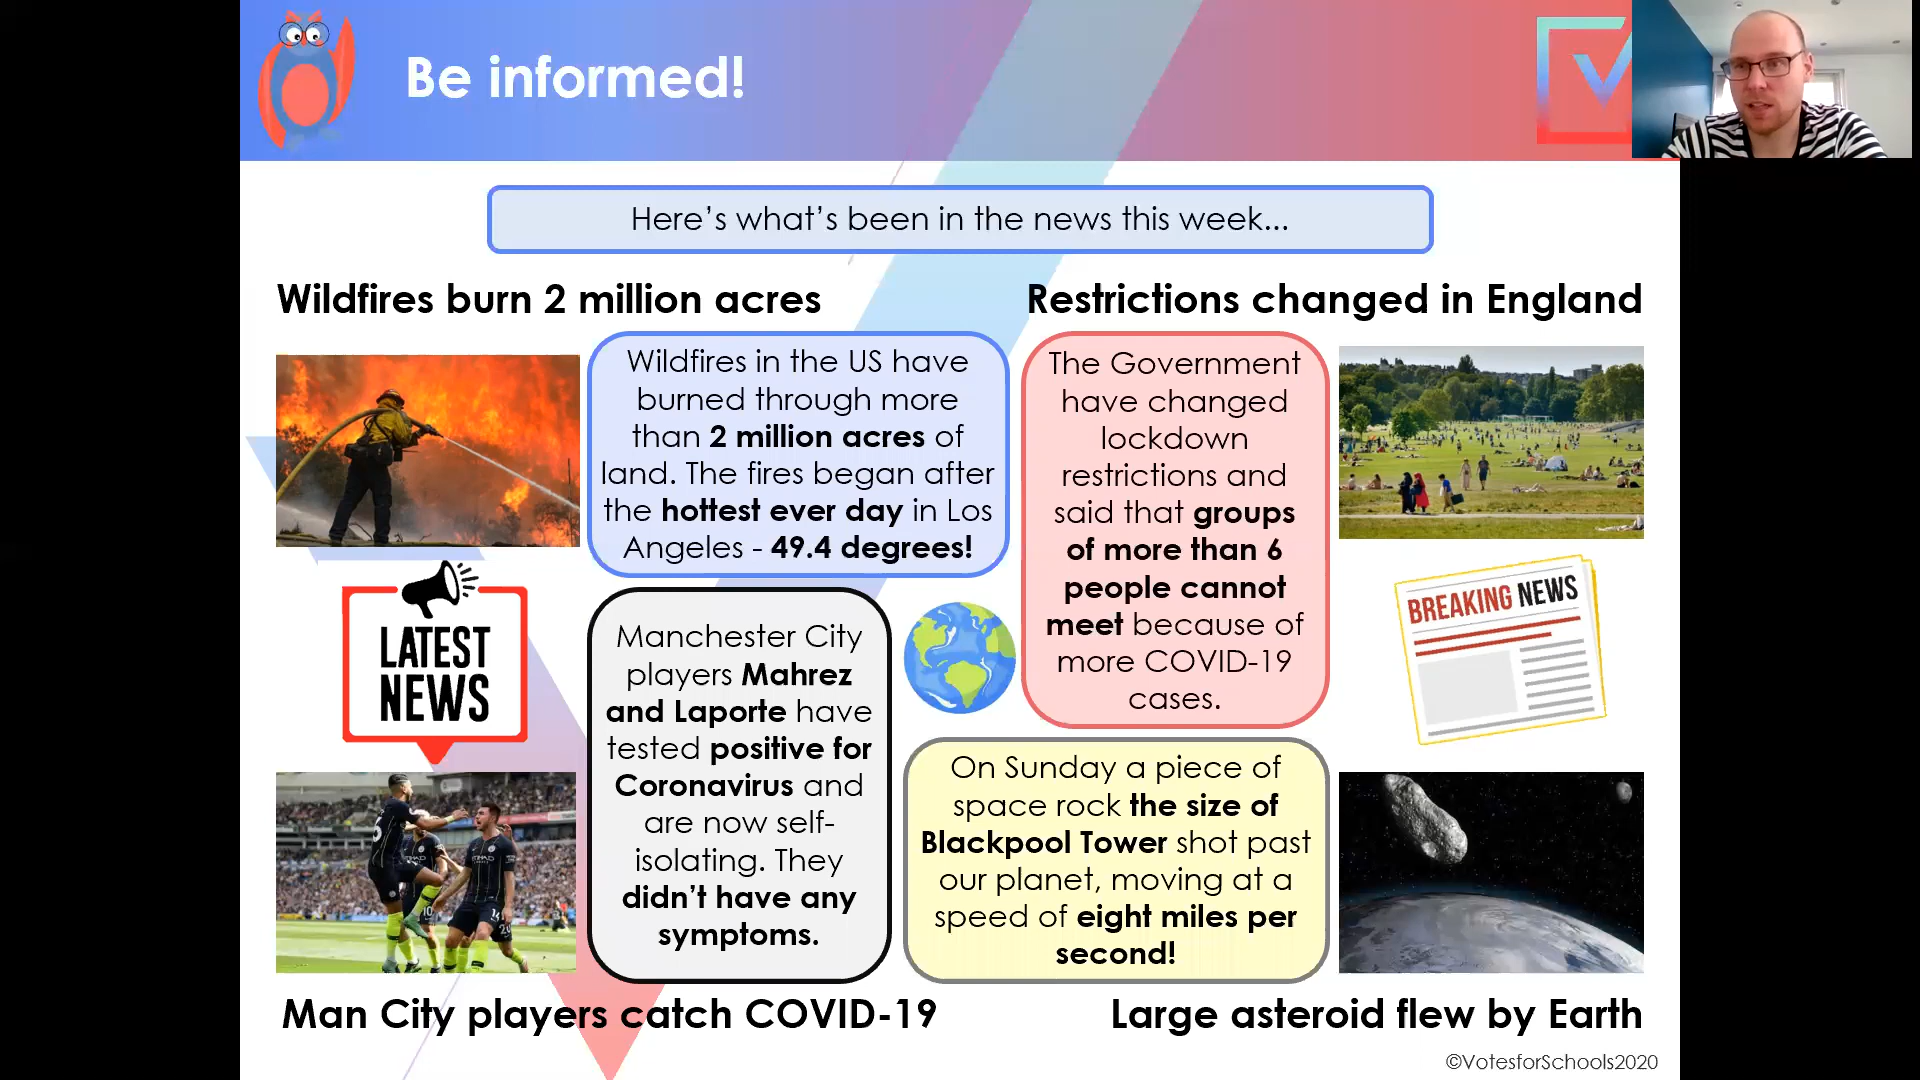 Be informed!
Here's what's been in the news this week...
Wildfires burn 2 million acres
Wildfires in the US have
burned through more
than 2 million acres of
land. The fires began after
the hottest ever day in Los
Angeles - 49.4 degrees!
Restrictions changed in England
The Government
have changed
lockdown
restrictions and
said that groups
of more than 6
people cannot
meet because of
more COVID-19
cases.
LATEST
NEWS
BREAKING NEWS
Manchester City
players Mahrez
and Laporte have
tested positive for
Coronavirus and
are now self-
isolating. They
didn't have any
symptoms.
Man City players catch COVID-19
On Sunday a piece of
space rock the size of
Blackpool Tower shot past
our planet, moving at a
speed of eight miles per
second!
Large asteroid flew by Earth
©VotesforSchools2020